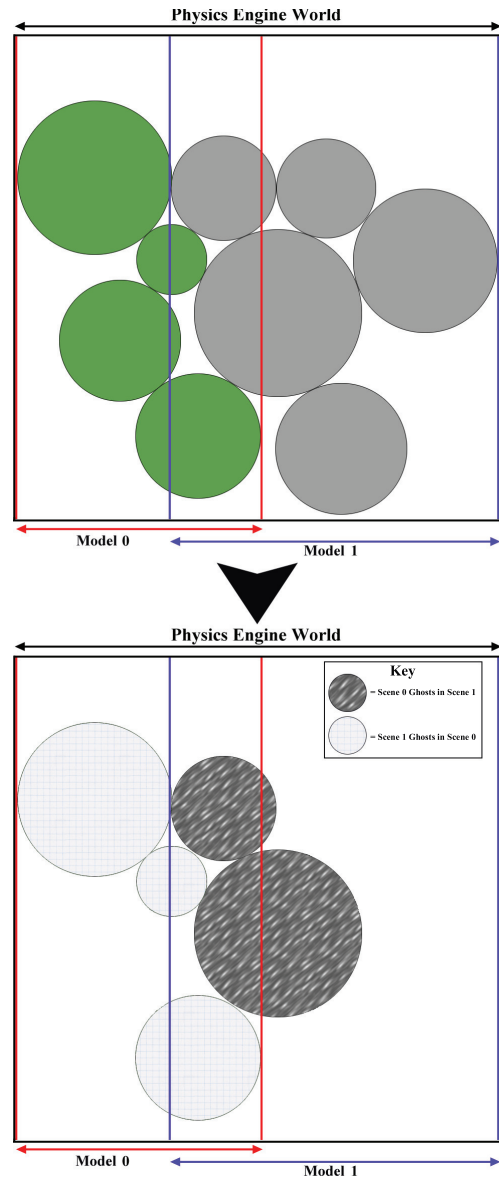 Physics Engine World
Model 0
Model 1
Physics Engine World
Key
= Scene 0 Ghosts in Scene 1
= Scene 1 Ghosts in Scene 0
Model 0
Model 1